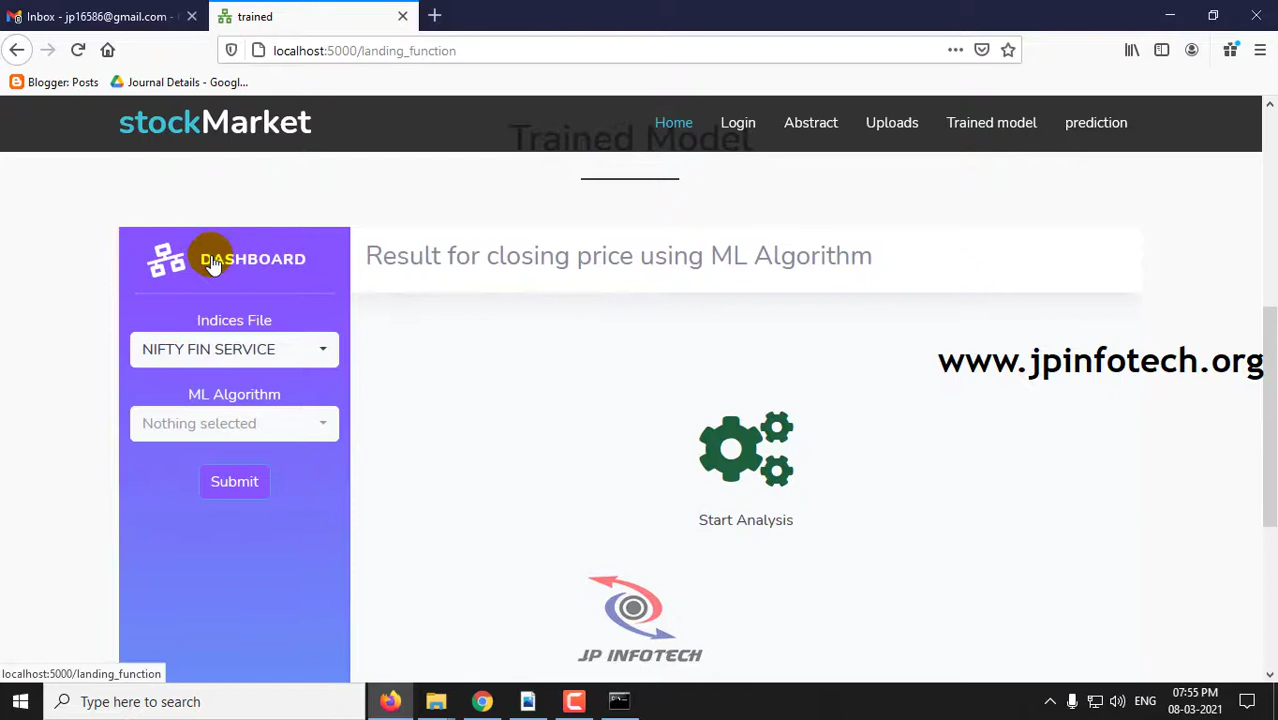 Inbox - jp16586@gmail.com -
trained
localhost:5000/landing_function
Blogger: Posts
Journal Details - Googl...
stockMarket
Home
Login
Abstract
Uploads
Trained model
prediction
Trained Model
DASHBOARD
Result for closing price using ML Algorithm
Indices File
NIFTY FIN SERVICE
www.jpinfotech.org
ML Algorithm
Nothing selected
Submit
Start Analysis
JP INFOTECH
localhost:5000/landing_function
Type here to search
ENG
07:55 PM
08-03-2021